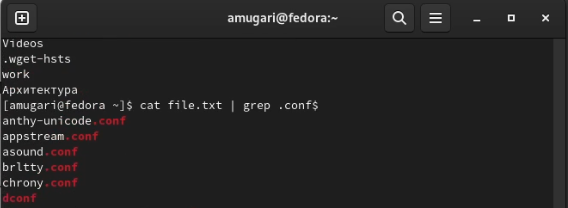 amugari@fedora:~
Videos
.wget-hsts
work
Архитектура
[amugari@fedora ~]$ cat file.txt | grep .conf$
anthy-unicode.conf
appstream.conf
asound.conf
brltty.conf
chrony.conf
dconf